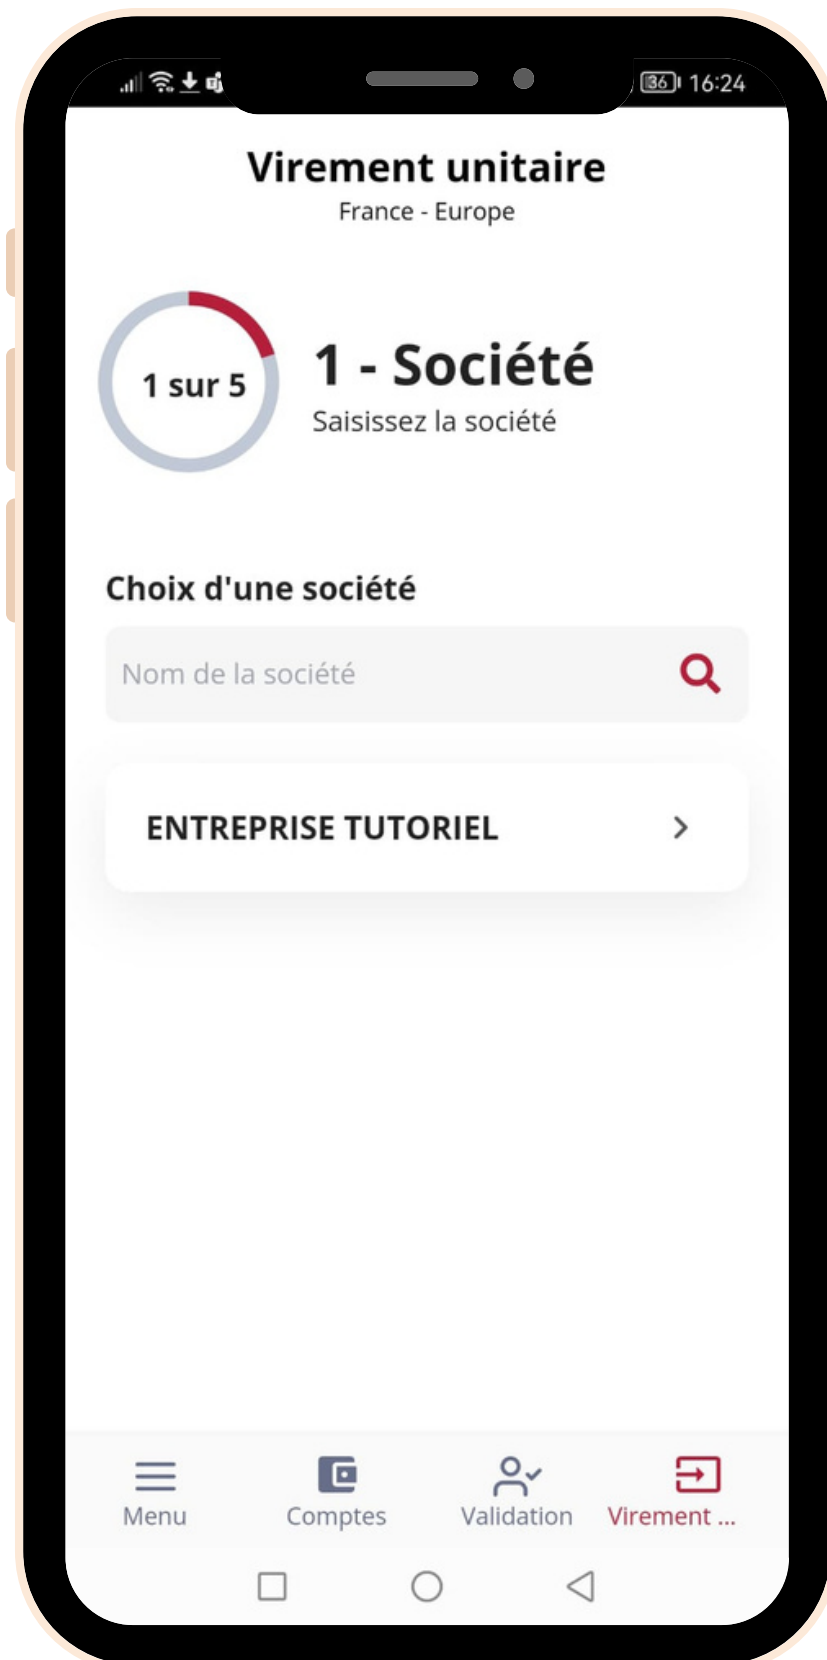 36 16:24
Virement unitaire
France - Europe
1 sur 5
1 - Société
Saisissez la société
Choix d'une société
Nom de la société
ENTREPRISE TUTORIEL
Menu Comptes Validation Virement ...